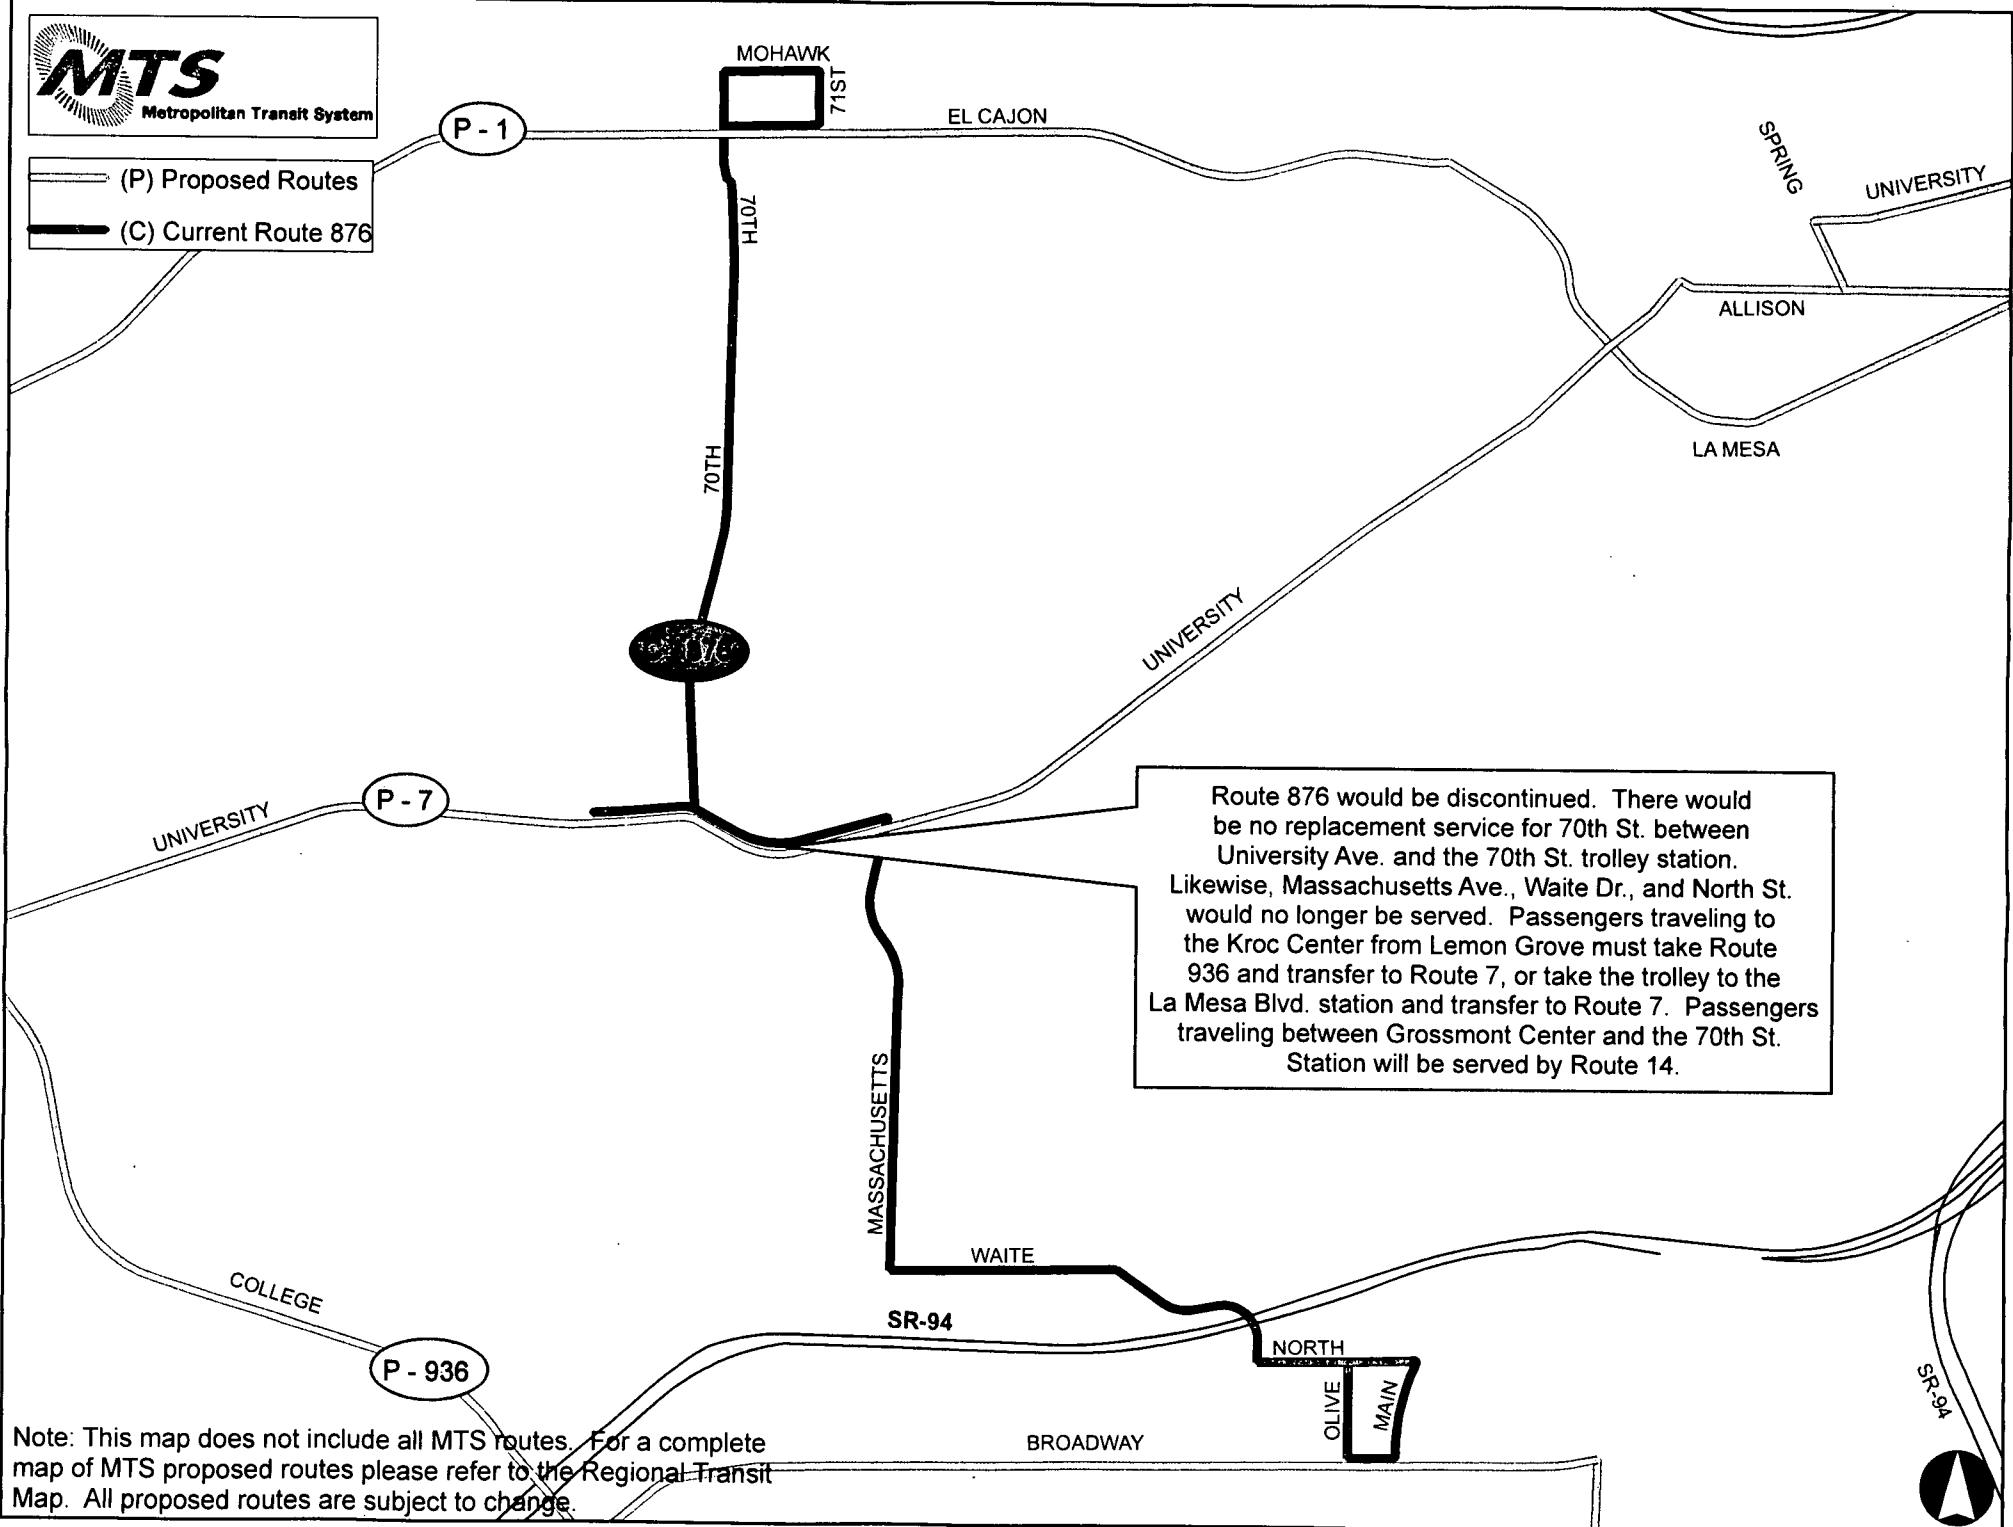 MTS
Metropolitan Transit System
(P) Proposed Routes
(C) Current Route 876
MOHAWK
71ST
P - 1
EL CAJON
SPRING
UNIVERSITY
70TH
ALLISON
LA MESA
70TH
UNIVERSITY
P - 7
UNIVERSITY
Route 876 would be discontinued. There would
be no replacement service for 70th St. between
University Ave. and the 70th St. trolley station.
Likewise, Massachusetts Ave., Waite Dr., and North St.
would no longer be served. Passengers traveling to
the Kroc Center from Lemon Grove must take Route
936 and transfer to Route 7, or take the trolley to the
La Mesa Blvd. station and transfer to Route 7. Passengers
traveling between Grossmont Center and the 70th St.
Station will be served by Route 14.
MASSACHUSETTS
WAITE
COLLEGE
SR-94
P - 936
NORTH
OLIVE
MAIN
SR-94
BROADWAY
Note: This map does not include all MTS routes. For a complete
map of MTS proposed routes please refer to the Regional Transit
Map. All proposed routes are subject to change.